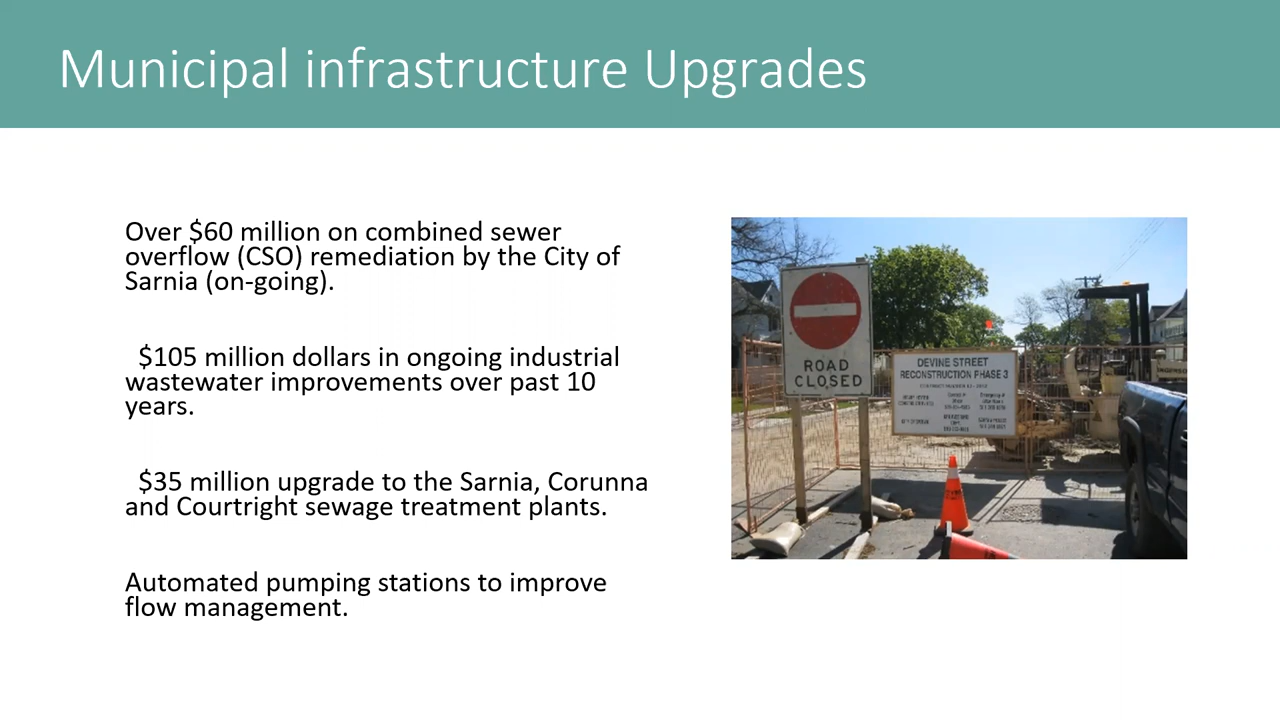 Municipal infrastructure Upgrades
Over $60 million on combined sewer
overflow (CSO) remediation by the City of
Sarnia (on-going).
$105 million dollars in ongoing industrial
wastewater improvements over past 10
years.
$35 million upgrade to the Sarnia, Corunna
and Courtright sewage treatment plants.
Automated pumping stations to improve
flow management.
ROAD
CLOSED
DEVINE STREET
RECONSTRUCTION PHASE 3